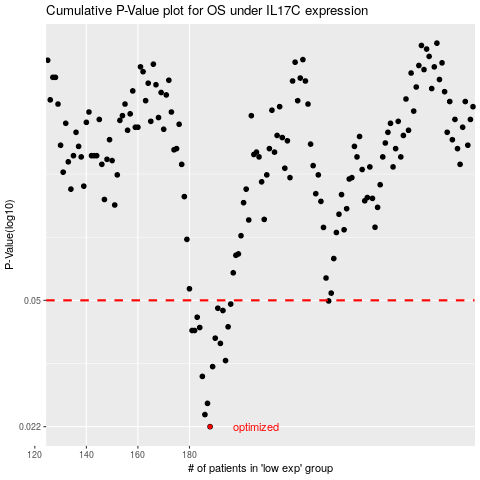 Cumulative P-Value plot for OS under IL17C expression
P-Value(log10)
0.05
0.022
optimized
120 140 160 180
# of patients in 'low exp' group